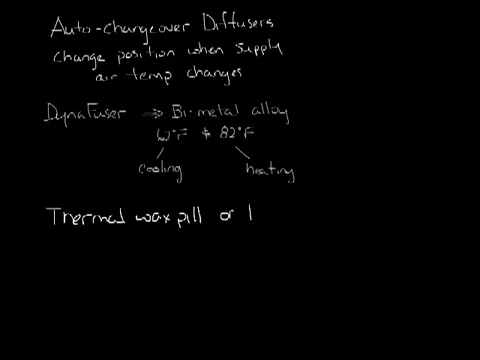 Auto-changeover Diffusers
change position when supply
air temp changes
DynaFuser ⇒ Bi-metal alloy
62°F & 82°F
cooling heating
Thermal wax pill or